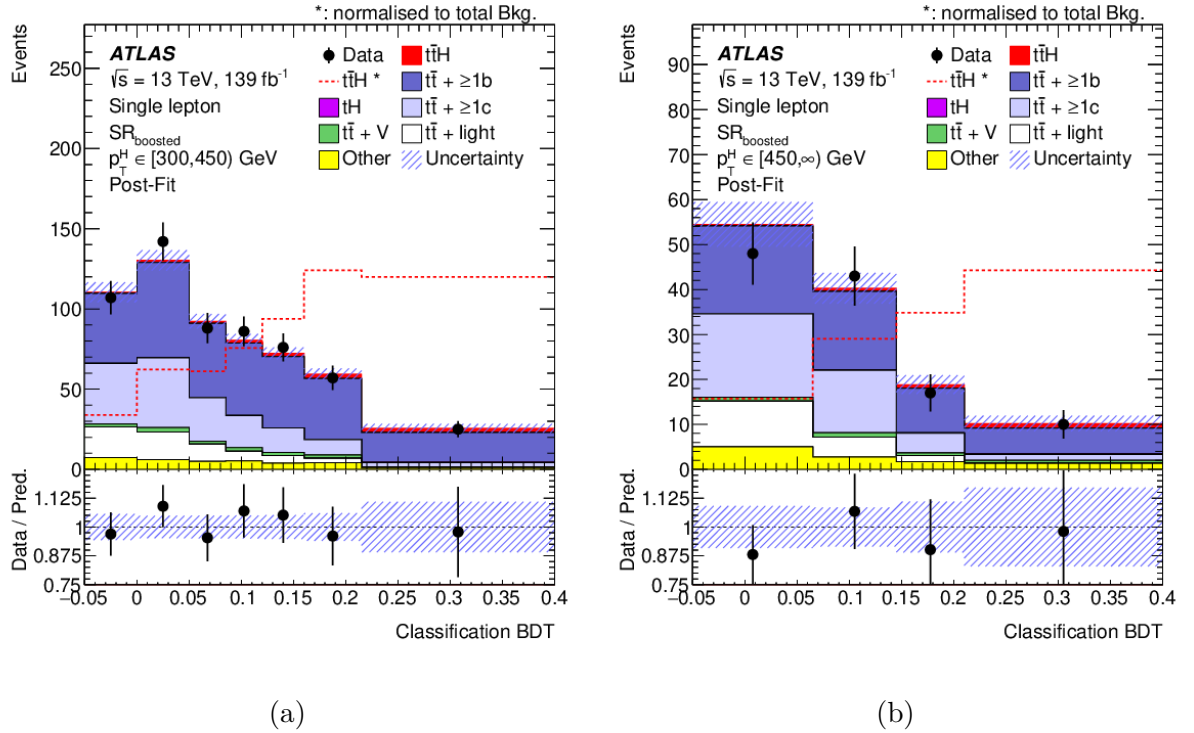 *: normalised to total Bkg.
Events
250
200
150
100
50
0
ATLAS
√s = 13 TeV, 139 fb⁻¹
Single lepton
SR_boosted
p_T^H ∈ [300,450) GeV
Post-Fit
Data
tt̄H
tt̄H *
tt̄ + ≥1b
tH
tt̄ + ≥1c
tt̄ + V
tt̄ + light
Other
Uncertainty
Data / Pred.
1.125
1
0.875
0.75
−0.05 0 0.05 0.1 0.15 0.2 0.25 0.3 0.35 0.4
Classification BDT
(a)
*: normalised to total Bkg.
Events
90
80
70
60
50
40
30
20
10
0
ATLAS
√s = 13 TeV, 139 fb⁻¹
Single lepton
SR_boosted
p_T^H ∈ [450,∞) GeV
Post-Fit
Data
tt̄H
tt̄H *
tt̄ + ≥1b
tH
tt̄ + ≥1c
tt̄ + V
tt̄ + light
Other
Uncertainty
Data / Pred.
1.125
1
0.875
0.75
−0.05 0 0.05 0.1 0.15 0.2 0.25 0.3 0.35 0.4
Classification BDT
(b)